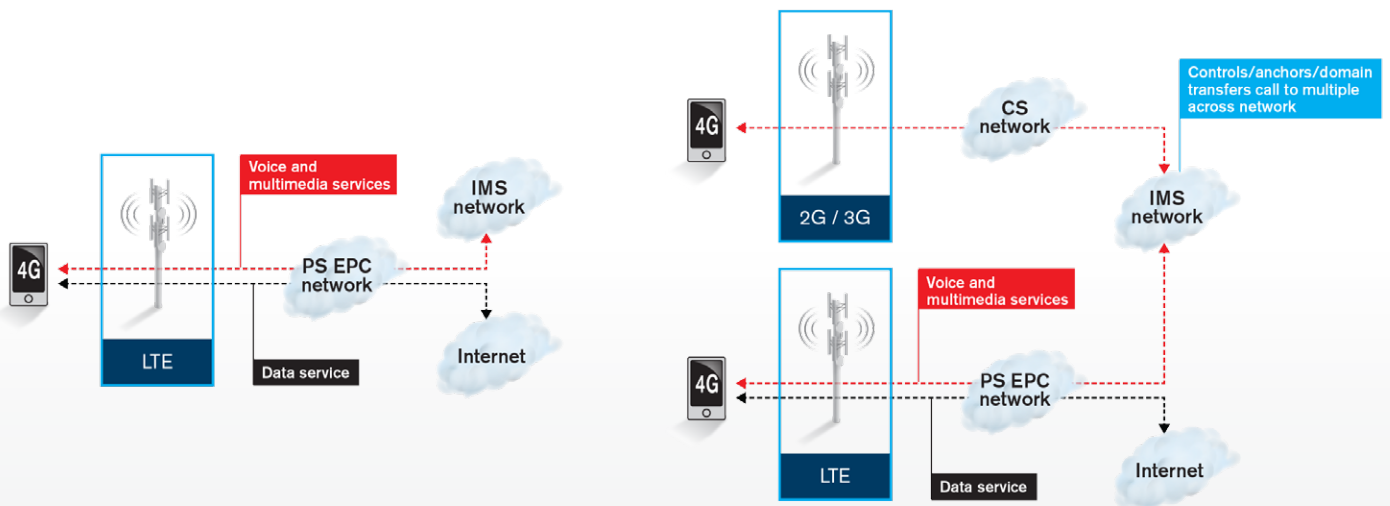 Voice and
multimedia services
IMS
network
4G
PS EPC
network
LTE
Data service
Internet
4G
CS
network
2G / 3G
Controls/anchors/domain
transfers call to multiple
across network
IMS
network
Voice and
multimedia services
4G
PS EPC
network
LTE
Data service
Internet